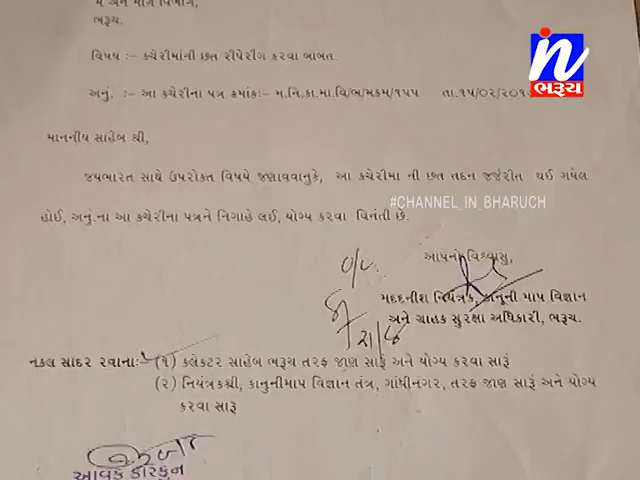 મ અને માગ વિભાગ,
ભરૂચ.
વિષય :- કચેરીમાંની છત રીપેરીંગ કરવા બાબત.
અનું. :- આ કચેરીના પત્ર ક્રમાંક:- મ.નિ.કા.મા.વિ/ભ/મકમ/૧૫૫ તા.૧૫/૦૨/૨૦૧
ભરૂચ
માનનીય સાહેબ શ્રી,
જયભારત સાથે ઉપરોક્ત વિષયે જણાવવાનુકે, આ કચેરીમા ની છત તદન જર્જરીત થઈ ગયેલ
#CHANNEL_IN_BHARUCH
હોઈ, અનું.ના આ કચેરીના પત્રને નિગાહે લઈ, યોગ્ય કરવા વિનંતી છે.
આપનો વિશ્વાસુ,
મદદનીશ નિયંત્રક, કાનૂની માપ વિજ્ઞાન
અને ગ્રાહક સુરક્ષા અધિકારી, ભરૂચ.
નકલ સાદર રવાના:- (૧) કલેક્ટર સાહેબ ભરૂચ તરફ જાણ સારૂં અને યોગ્ય કરવા સારૂં
(૨) નિયંત્રકશ્રી, કાનુનીમાપ વિજ્ઞાન તંત્ર, ગાંધીનગર, તરફ જાણ સારૂં અને યોગ્ય
કરવા સારૂ
આવક કારકુન